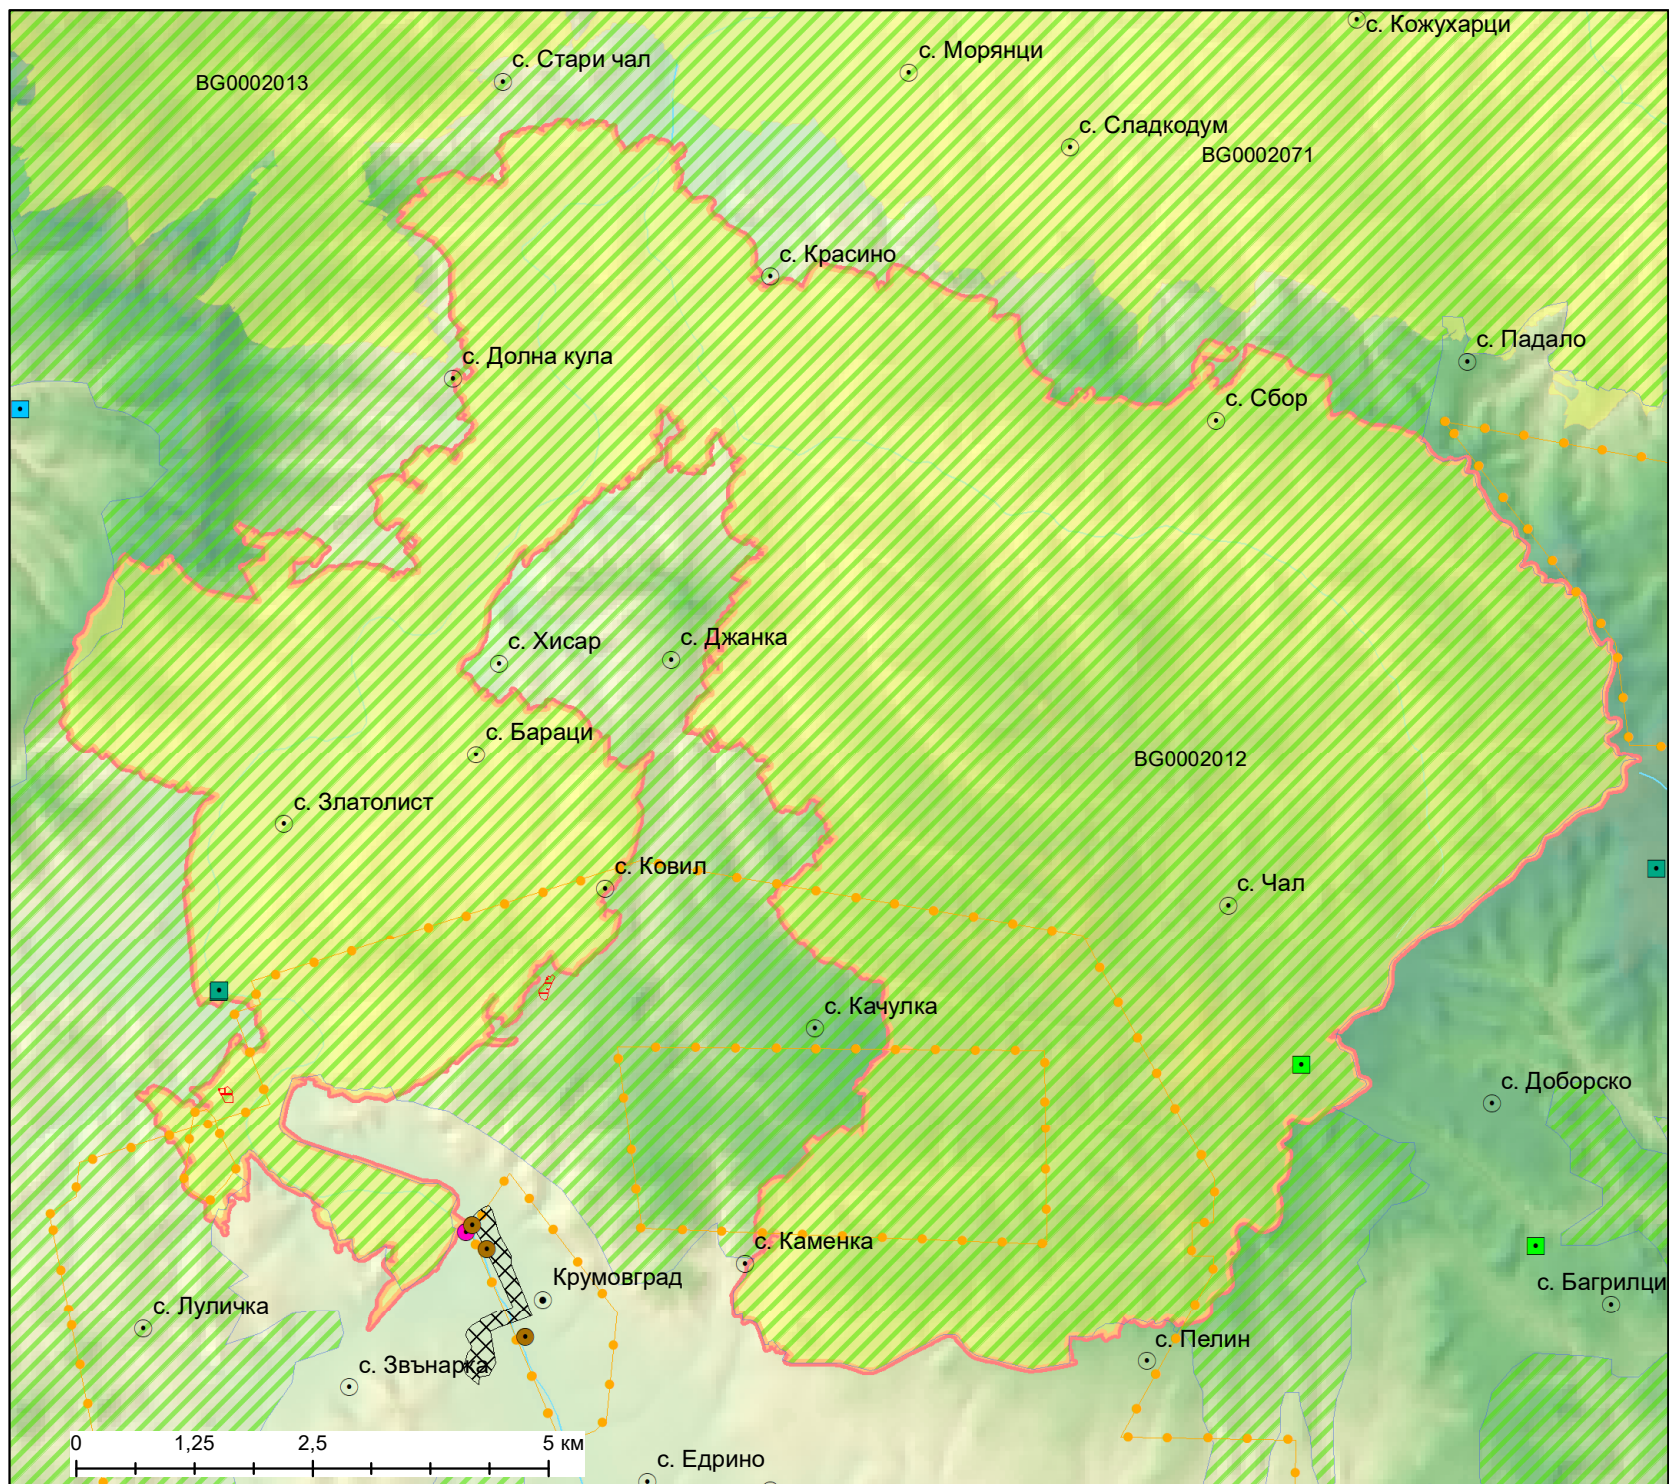 с. Кожухарци
с. Морянци
с. Стари чал
BG0002013
с. Сладкодум
BG0002071
с. Красино
с. Падало
с. Долна кула
с. Сбор
с. Джанка
с. Хисар
с. Бараци
BG0002012
с. Златолист
с. Ковил
с. Чал
с. Качулка
с. Доборско
с. Каменка
Крумовград
с. Багрилци
с. Луличка
с. Пелин
с. Звънарка
0 1,25 2,5 5 км
с. Едрино